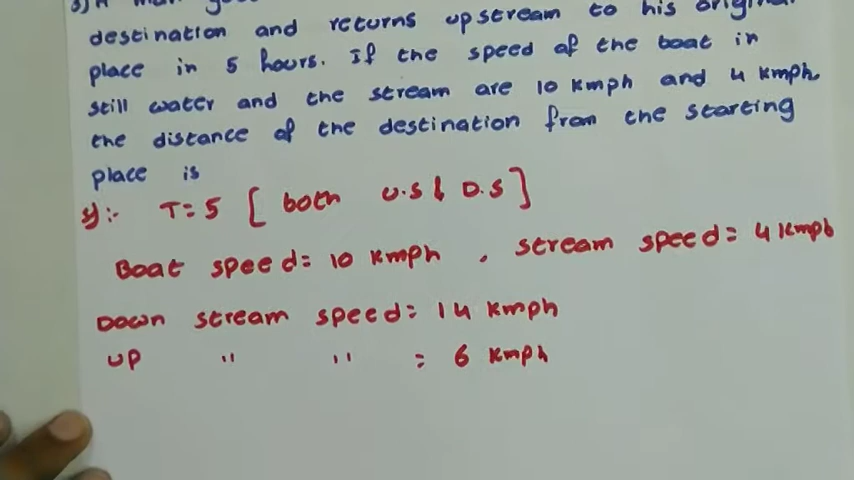 destination and returns upstream to his original
place in 5 hours. If the speed of the boat in
still water and the stream are 10 kmph and 4 kmph
the distance of the destination from the starting
place is
T=5 [both U.S & D.S]
Boat speed= 10 kmph , stream speed= 4 kmph
Down stream speed= 14 kmph
UP " " = 6 kmph